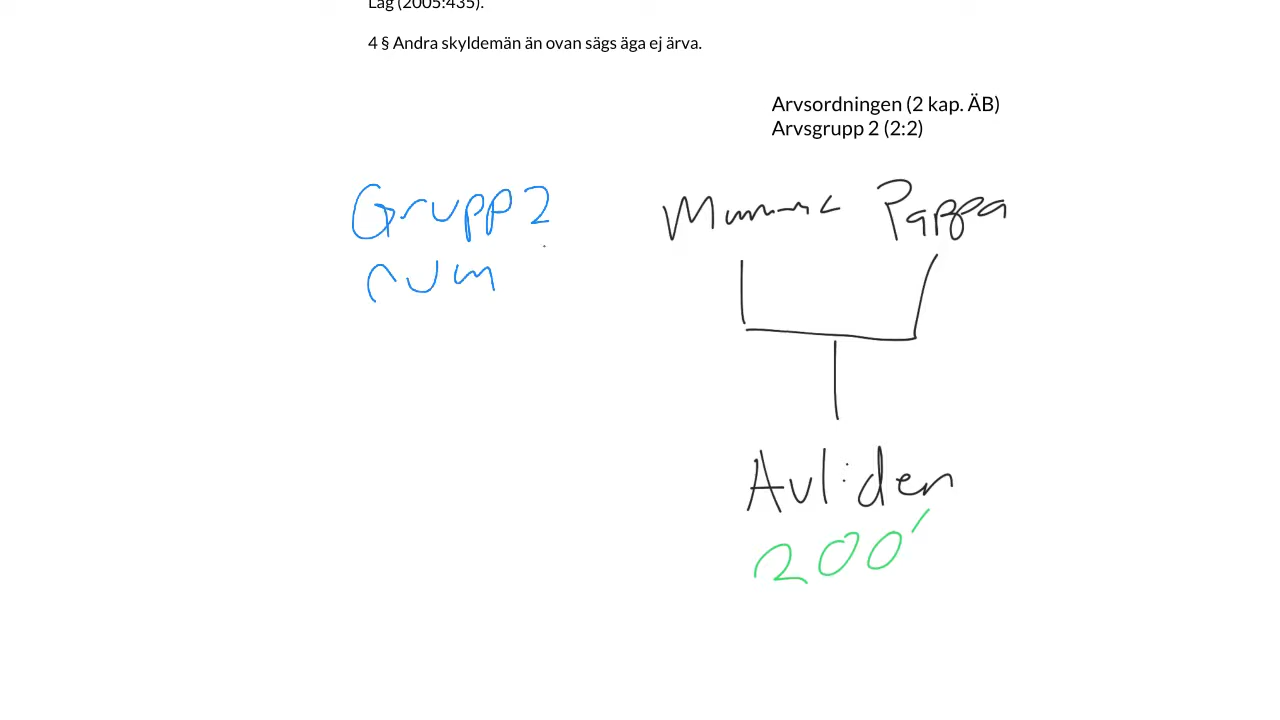 Lag (2005:435).
4 § Andra skyldemän än ovan sägs äga ej ärva.
Arvsordningen (2 kap. ÄB)
Arvsgrupp 2 (2:2)
Grupp 2
Pappa
Avliden
200'